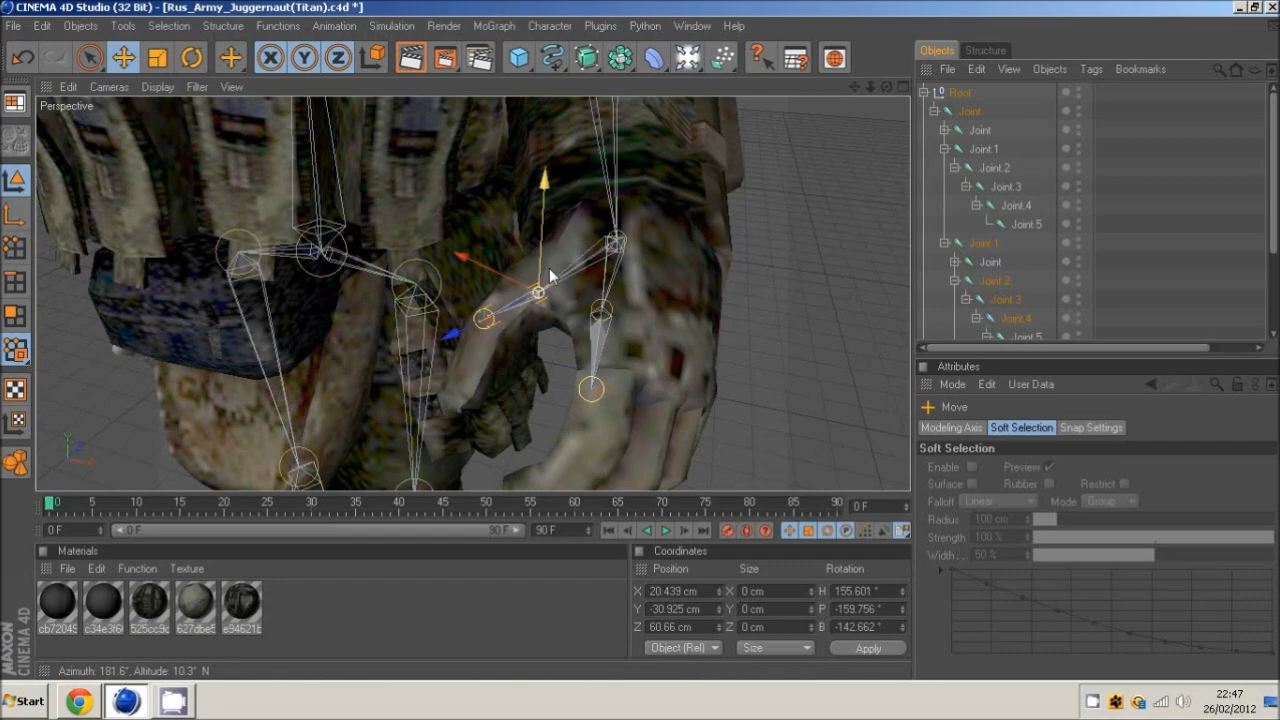 CINEMA 4D Studio (32 Bit) - [Rus_Army_Juggernaut(Titan).c4d *]
File Edit Objects Tools Selection Structure Functions Animation Simulation Render MoGraph Character Plugins Python Window Help
Objects Structure
File Edit View Objects Tags Bookmarks
Edit Cameras Display Filter View
Perspective
Root
Joint
Joint
Joint.1
Joint.2
Joint.3
Joint.4
Joint.5
Joint.1
Joint
Joint.2
Joint.3
Joint.4
Joint.5
Attributes
Mode Edit User Data
Move
Modeling Axis Soft Selection Snap Settings
Soft Selection
Enable Preview
Surface Rubber Restrict
Falloff Linear Mode Group
Radius 100 cm
Strength 100 %
Width . . 50 %
0 5 10 15 20 25 30 35 40 45 50 55 60 65 70 75 80 85 90 0 F
0 F 0 F 90 F 90 F
Materials
File Edit Function Texture
cb72049 c34e3f6 525cc9c 627dbe5 e94621b
Coordinates
Position Size Rotation
X 20.439 cm X 0 cm H 155.601 °
Y -30.925 cm Y 0 cm P -159.756 °
Z 60.66 cm Z 0 cm B -142.662 °
Object (Rel) Size Apply
MAXON
CINEMA 4D
Azimuth: 181.6°, Altitude: 10.3° N
Start
22:47
26/02/2012